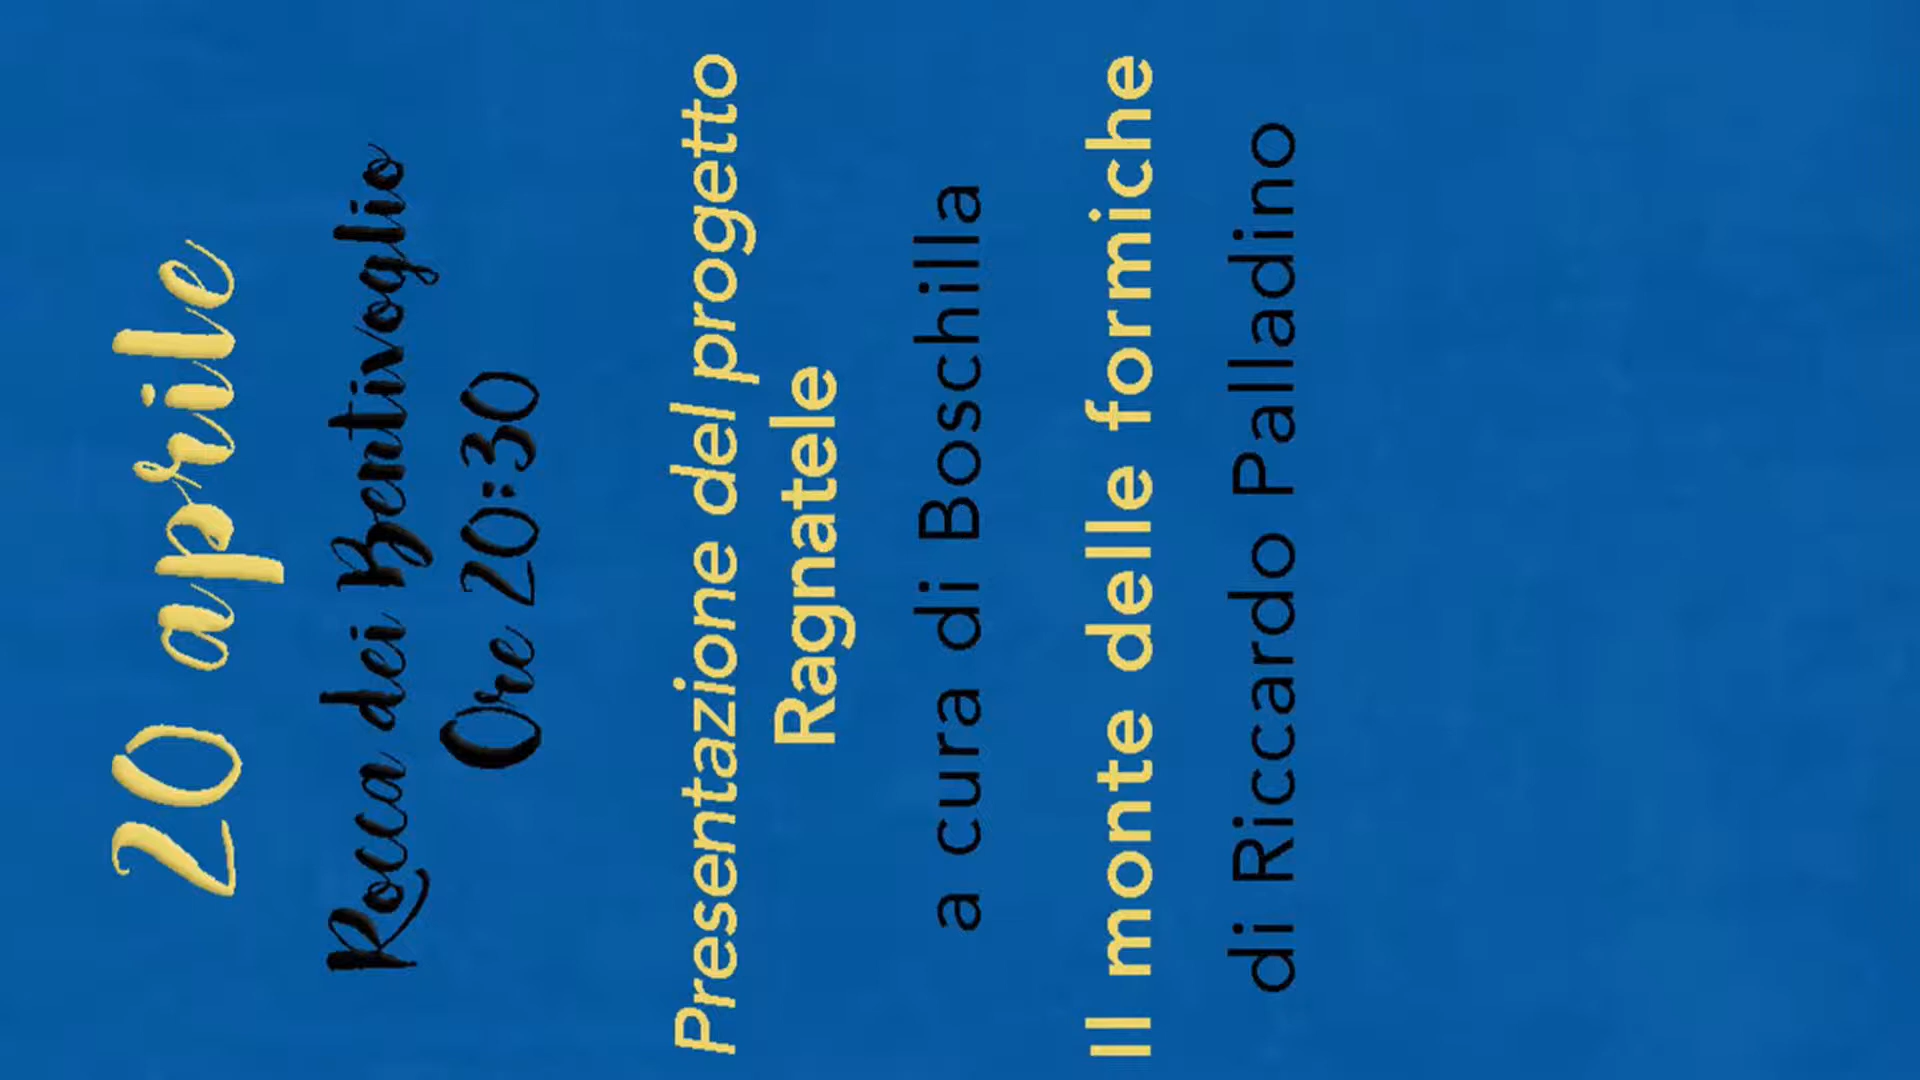 20 aprile
Rocca dei Bentivoglio
Ore 20:30
Presentazione del progetto
Ragnatele
a cura di Boschilla
Il monte delle formiche
di Riccardo Palladino